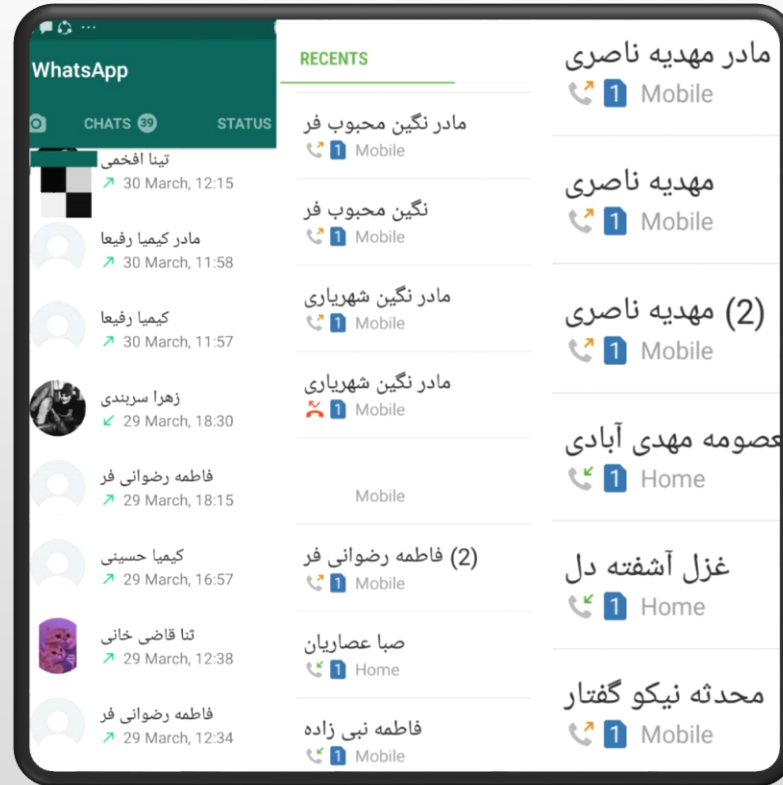 WhatsApp
CHATS 39 STATUS
تینا افخمی
30 March, 12:15
مادر کیمیا رفیعا
30 March, 11:58
کیمیا رفیعا
30 March, 11:57
زهرا سربندی
29 March, 18:30
فاطمه رضوانی فر
29 March, 18:15
کیمیا حسینی
29 March, 16:57
ثنا قاضی خانی
29 March, 12:38
فاطمه رضوانی فر
29 March, 12:34
RECENTS
مادر نگین محبوب فر
1 Mobile
نگین محبوب فر
1 Mobile
مادر نگین شهریاری
1 Mobile
مادر نگین شهریاری
1 Mobile
Mobile
(2) فاطمه رضوانی فر
1 Mobile
صبا عصاریان
1 Home
فاطمه نبی زاده
1 Mobile
مادر مهدیه ناصری
1 Mobile
مهدیه ناصری
1 Mobile
(2) مهدیه ناصری
1 Mobile
عصومه مهدی آبادی
1 Home
غزل آشفته دل
1 Home
محدثه نیکو گفتار
1 Mobile